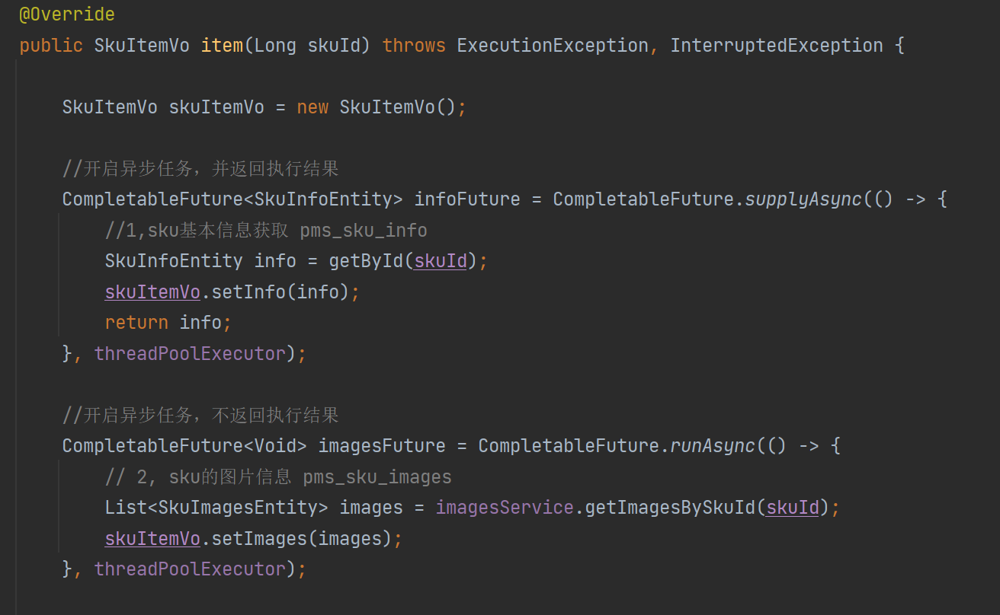 @Override
public SkuItemVo item(Long skuId) throws ExecutionException, InterruptedException {
SkuItemVo skuItemVo = new SkuItemVo();
//开启异步任务，并返回执行结果
CompletableFuture<SkuInfoEntity> infoFuture = CompletableFuture.supplyAsync(() -> {
//1,sku基本信息获取 pms_sku_info
SkuInfoEntity info = getById(skuId);
skuItemVo.setInfo(info);
return info;
}, threadPoolExecutor);
//开启异步任务，不返回执行结果
CompletableFuture<Void> imagesFuture = CompletableFuture.runAsync(() -> {
// 2, sku的图片信息 pms_sku_images
List<SkuImagesEntity> images = imagesService.getImagesBySkuId(skuId);
skuItemVo.setImages(images);
}, threadPoolExecutor);